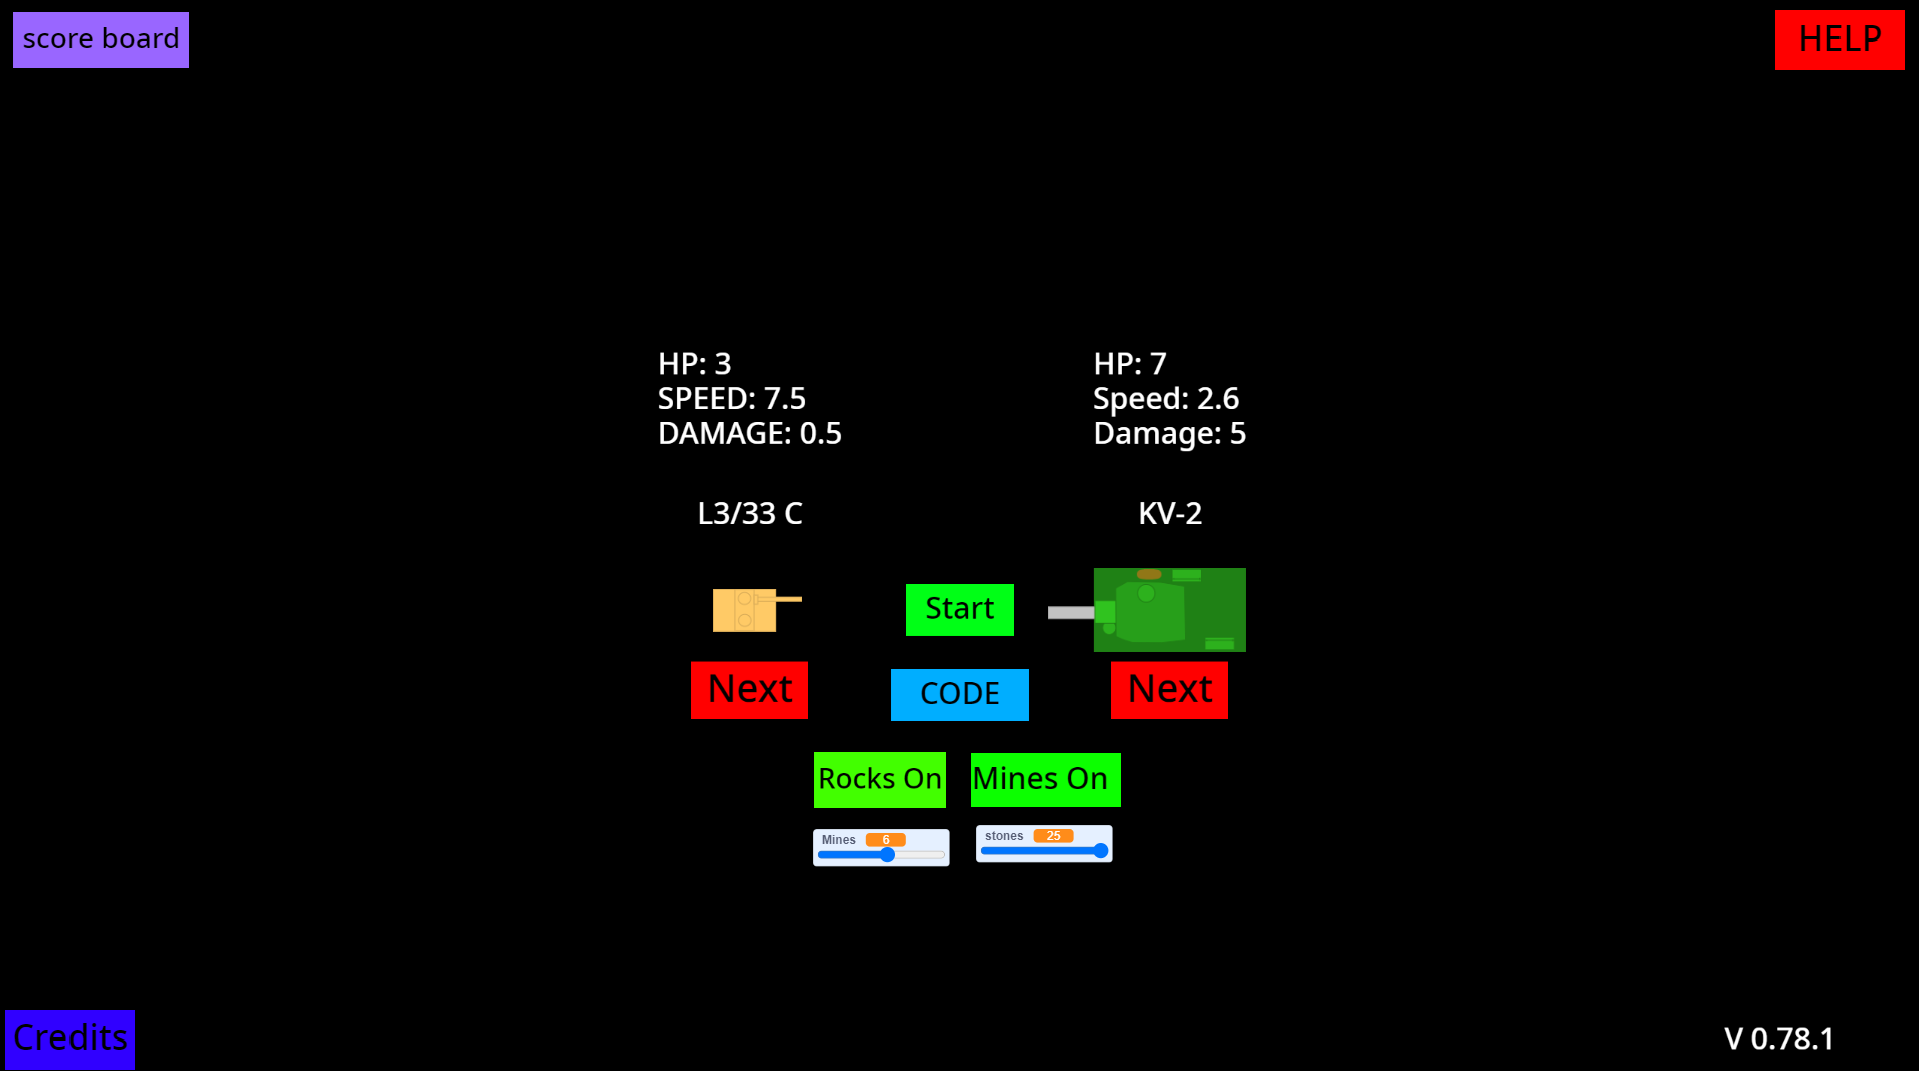 score board
HELP
HP: 3
SPEED: 7.5
DAMAGE: 0.5
HP: 7
Speed: 2.6
Damage: 5
L3/33 C
KV-2
Start
Next
CODE
Next
Rocks On
Mines On
Mines 6
stones 25
Credits
V 0.78.1